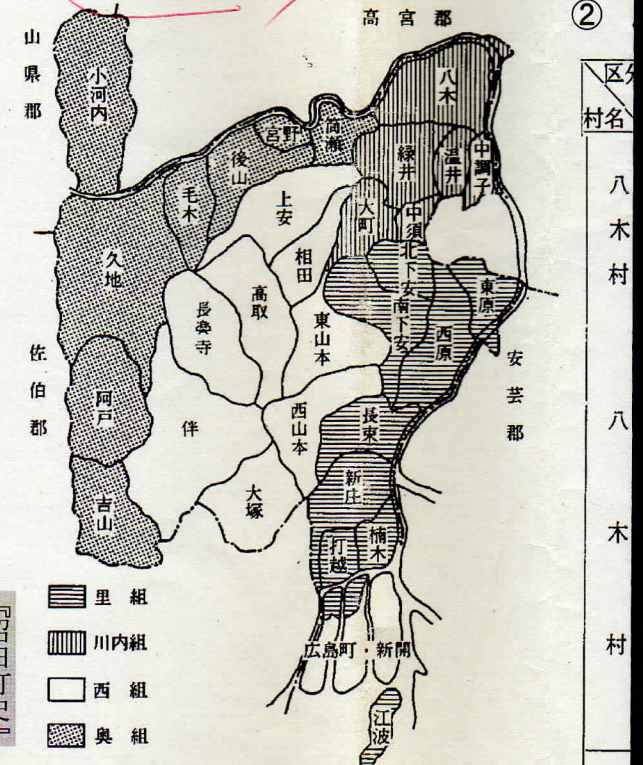 高宮郡
②
山県郡
小河内
八木
宮野
筒瀬
後山
毛木
緑井
温井
中調子
上安
大町
中須
相田
北下安
南下安
東原
西原
久地
高取
長楽寺
東山本
佐伯郡
安芸郡
阿戸
伴
西山本
長束
新庄
大塚
吉山
打越
楠木
里組
川内組
西組
奥組
広島町・新開
江波
区分
村名
八木村
八木村